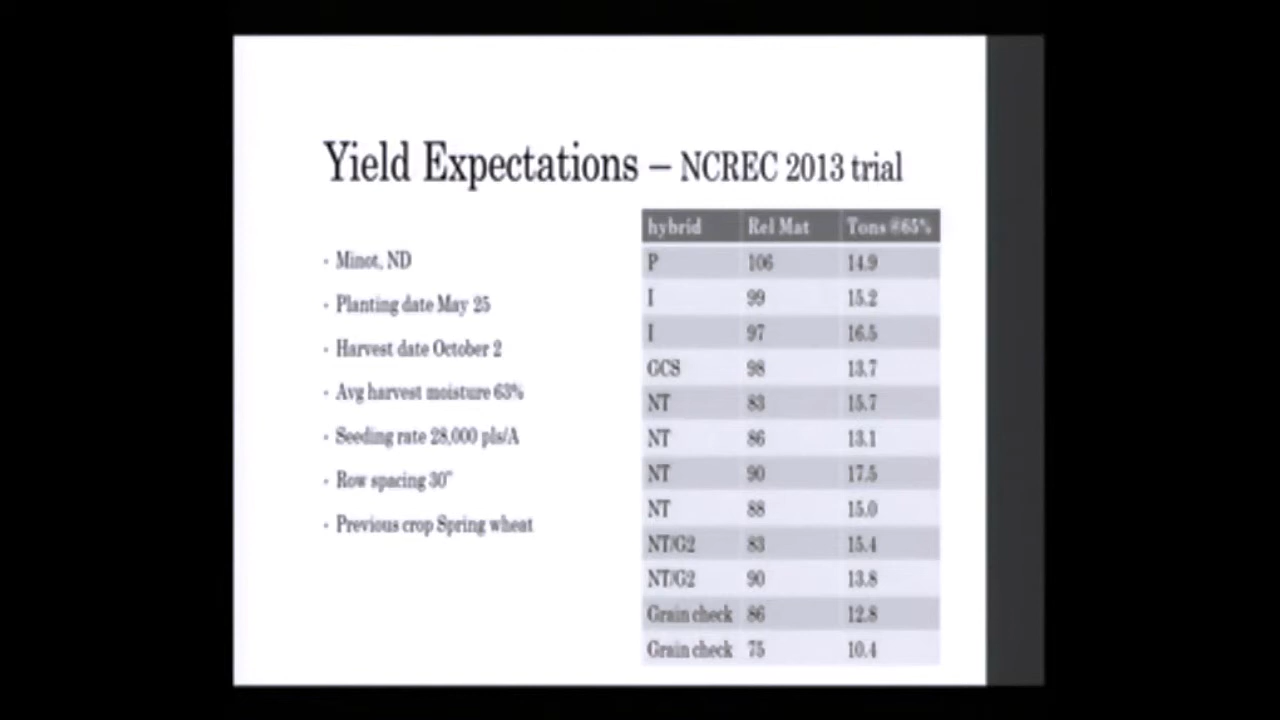 Yield Expectations – NCREC 2013 trial
· Minot, ND
· Planting date May 25
· Harvest date October 2
· Avg harvest moisture 63%
· Seeding rate 28,000 pls/A
· Row spacing 30"
· Previous crop Spring wheat
hybrid Rel Mat Tons @65%
P 106 14.9
I 99 15.2
I 97 16.5
GCS 98 13.7
NT 83 15.7
NT 86 13.1
NT 90 17.5
NT 88 15.0
NT/G2 83 15.4
NT/G2 90 13.8
Grain check 86 12.8
Grain check 75 10.4